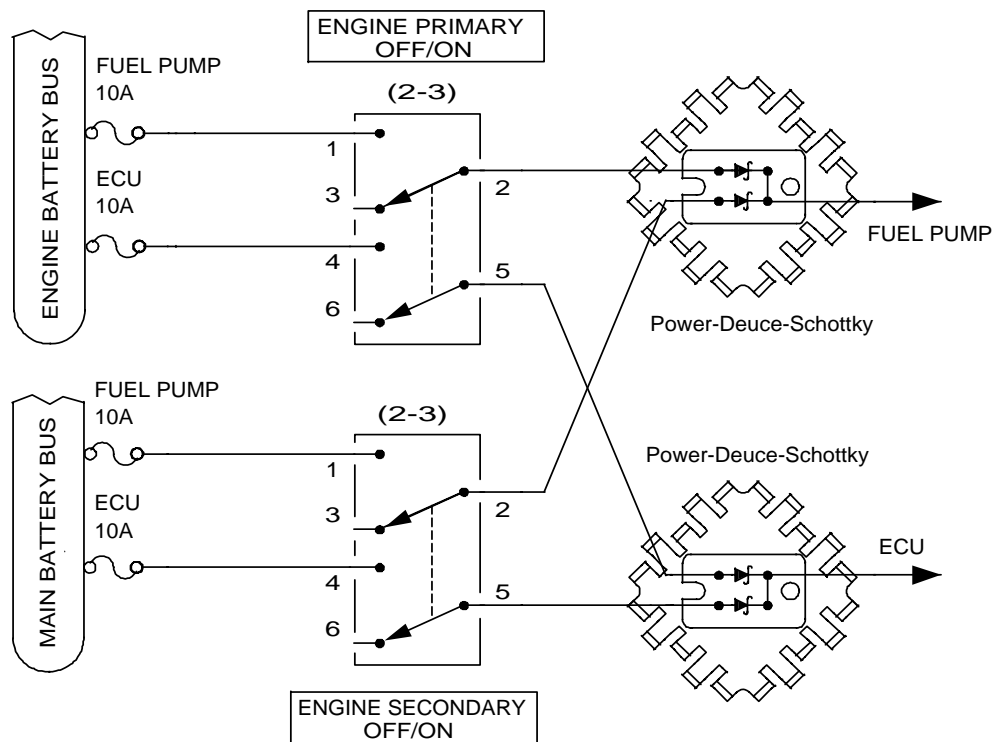 ENGINE PRIMARY
OFF/ON
ENGINE BATTERY BUS
FUEL PUMP
10A
ECU
10A
(2-3)
1
3
2
4
5
6
FUEL PUMP
Power-Deuce-Schottky
MAIN BATTERY BUS
FUEL PUMP
10A
ECU
10A
(2-3)
1
3
2
4
5
6
Power-Deuce-Schottky
ECU
ENGINE SECONDARY
OFF/ON